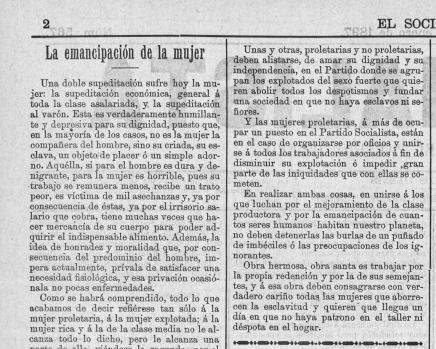 2
EL SOCI
La emancipación de la mujer
Una doble supeditación sufre hoy la mu-
jer: la supeditación económica, general á
toda la clase asalariada, y la supeditación
al varón. Esta es verdaderamente humillan-
te y depresiva para su dignidad, puesto que,
en la mayoría de los casos, no es la mujer la
compañera del hombre, sino su criada, su es-
clava, un objeto de placer ó un simple ador-
no. Aquélla, si para el hombre es dura y de-
nigrante, para la mujer es horrible, pues su
trabajo se remunera menos, recibe un trato
peor, es víctima de mil asechanzas, y, ya por
consecuencia de éstas, ya por el irrisorio sa-
lario que cobra, tiene muchas veces que ha-
cer mercancía de su cuerpo para poder ad-
quirir el indispensable alimento. Además, la
idea de honradez y moralidad que, por con-
secuencia del predominio del hombre, im-
pera actualmente, prívala de satisfacer una
necesidad fisiológica, y esa privación ocasió-
nala no pocas enfermedades.
Como se habrá comprendido, todo lo que
acabamos de decir refiérese tan sólo á la
mujer proletaria, á la mujer explotada; á la
mujer rica y á la de la clase media no le al-
canza todo lo dicho, pero le alcanza una
Unas y otras, proletarias y no proletarias,
deben alistarse, de amar su dignidad y su
independencia, en el Partido donde se agru-
pan los explotados del sexo fuerte que quie-
ren abolir todos los despotismos y fundar
una sociedad en que no haya esclavos ni se-
ñores.
Y las mujeres proletarias, á más de ocu-
par un puesto en el Partido Socialista, están
en el caso de organizarse por oficios y unirse
á todos los trabajadores asociados á fin de
disminuir su explotación é impedir gran
parte de las iniquidades que con ellas se co-
meten.
En realizar ambas cosas, en unirse á los
que luchan por el mejoramiento de la clase
productora y por la emancipación de cuan-
tos seres humanos habitan nuestro planeta,
no deben detenerlas las burlas de un puñado
de imbéciles ó las preocupaciones de los ig-
norantes.
Obra hermosa, obra santa es trabajar por
la propia redención y por la de sus semejan-
tes, y á esa obra deben consagrarse con ver-
dadero cariño todas las mujeres que aborre-
cen la esclavitud y quieren que llegue un
día en que no haya patrono en el taller ni
déspota en el hogar.